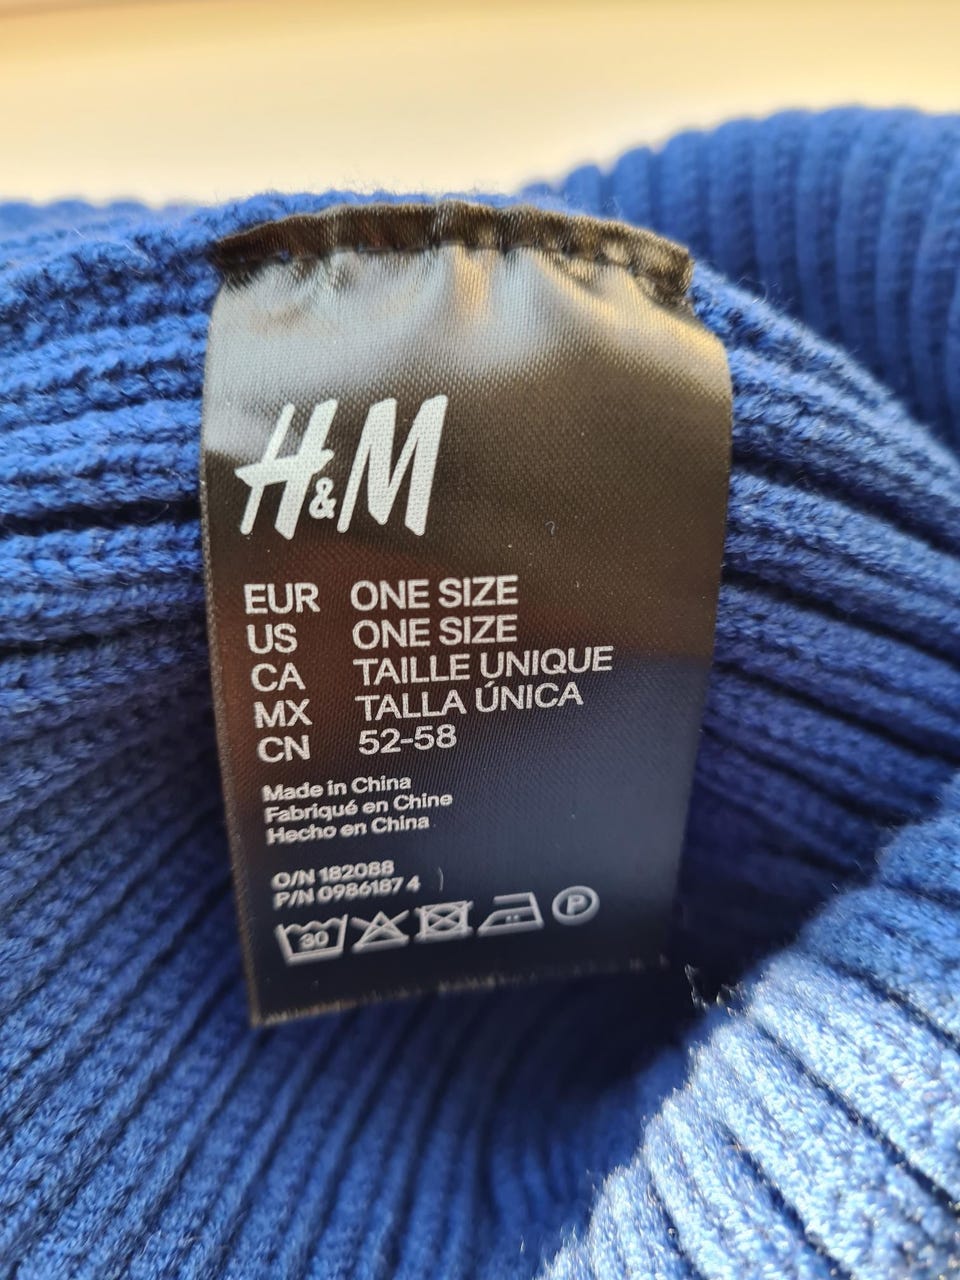 H&M
EUR ONE SIZE
US ONE SIZE
CA TAILLE UNIQUE
MX TALLA ÚNICA
CN 52-58
Made in China
Fabriqué en Chine
Hecho en China
O/N 182088
P/N 0986187 4
30
P